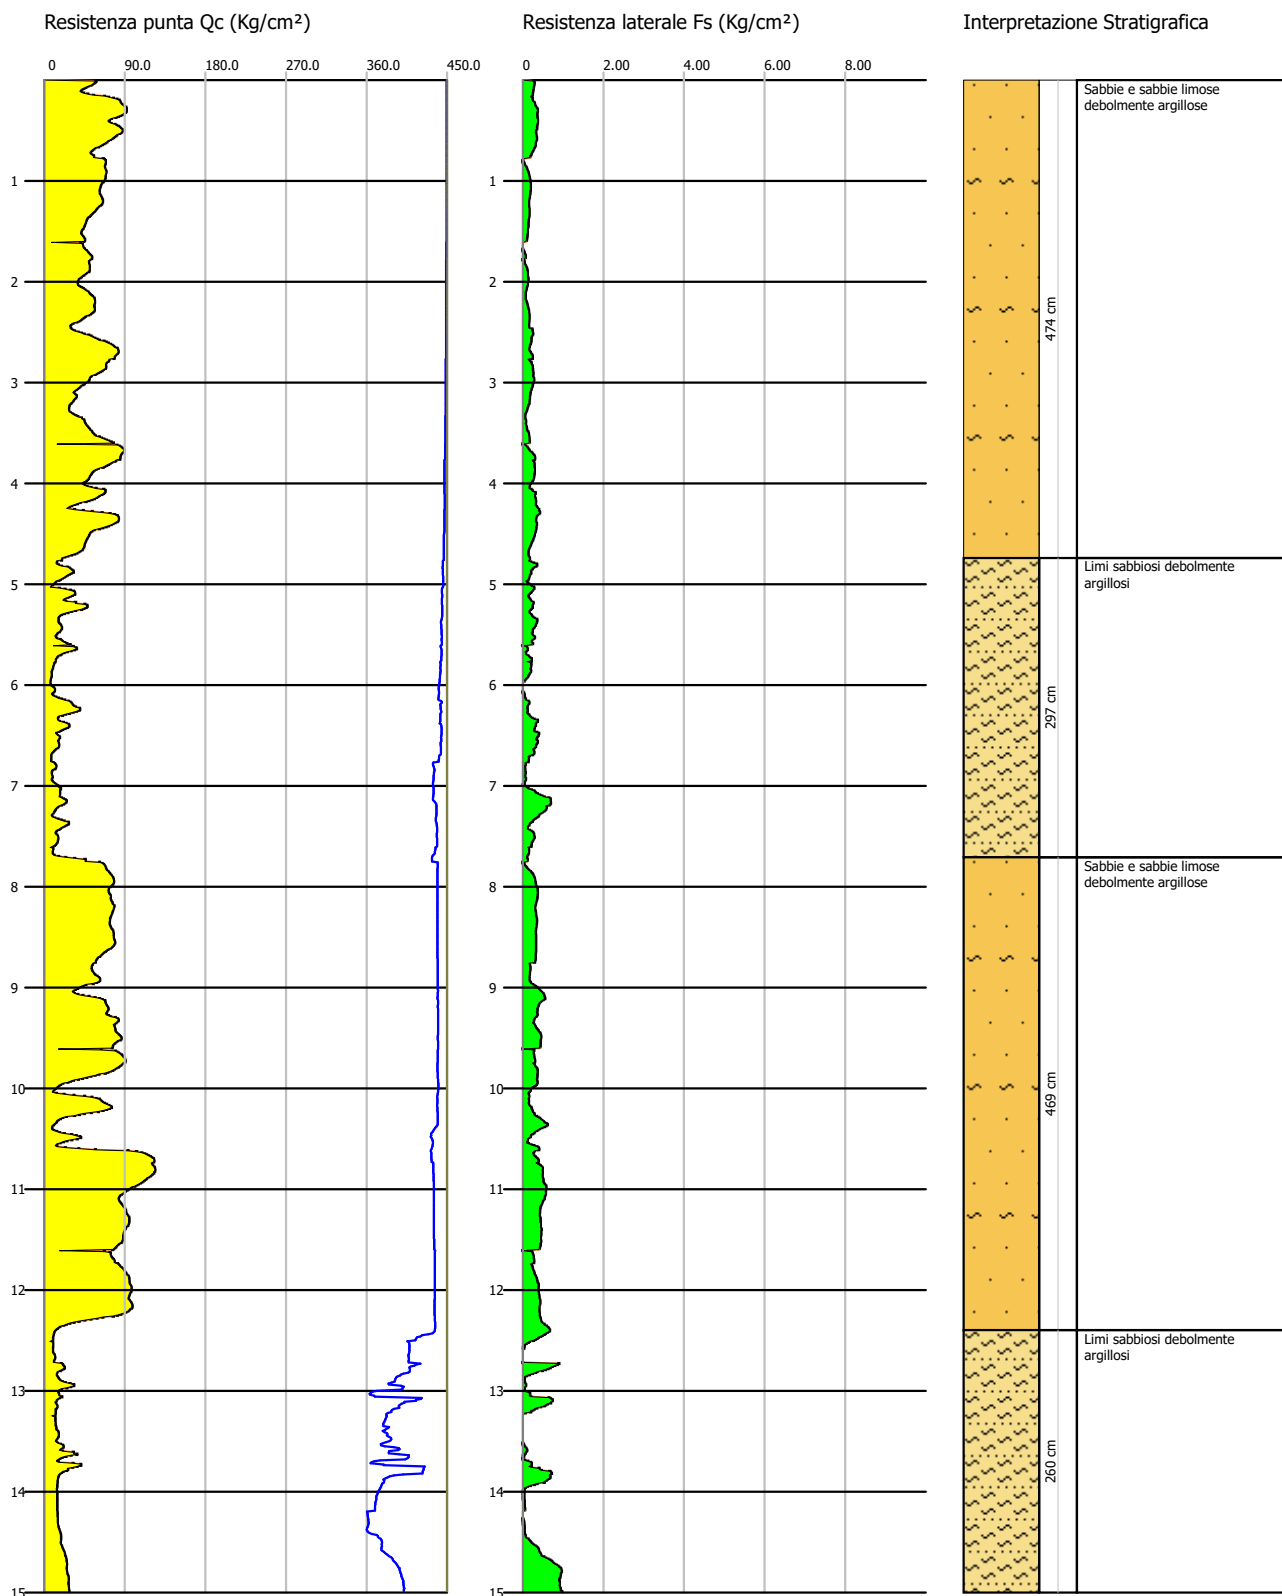 Resistenza punta Qc (Kg/cm²)
Resistenza laterale Fs (Kg/cm²)
Interpretazione Stratigrafica
0 90.0 180.0 270.0 360.0 450.0
0 2.00 4.00 6.00 8.00
Sabbie e sabbie limose
debolmente argillose
1 1
2 2
474 cm
3 3
4 4
Limi sabbiosi debolmente
argillosi
5 5
6 6
297 cm
7 7
Sabbie e sabbie limose
debolmente argillose
8 8
9 9
10 10
469 cm
11 11
12 12
Limi sabbiosi debolmente
argillosi
13 13
260 cm
14 14
15 15